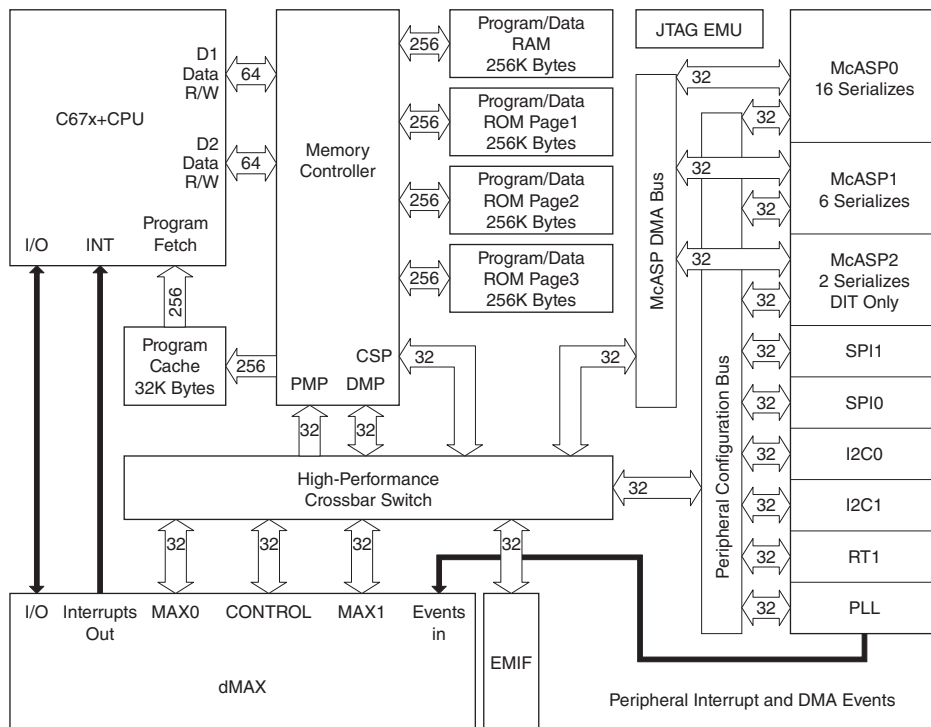 C67x+CPU
D1
Data
R/W
64
D2
Data
R/W
64
I/O
INT
Program
Fetch
256
Program
Cache
32K Bytes
256
Memory
Controller
CSP
PMP
DMP
256
Program/Data
RAM
256K Bytes
256
Program/Data
ROM Page1
256K Bytes
256
Program/Data
ROM Page2
256K Bytes
256
Program/Data
ROM Page3
256K Bytes
32
32
32
32
32
High-Performance
Crossbar Switch
32
32
32
32
I/O
Interrupts
Out
MAX0
CONTROL
MAX1
Events
in
dMAX
EMIF
JTAG EMU
McASP DMA Bus
Peripheral Configuration Bus
32
32
McASP0
16 Serializes
32
32
McASP1
6 Serializes
32
32
McASP2
2 Serializes
DIT Only
32
SPI1
32
SPI0
32
I2C0
32
I2C1
32
RT1
32
PLL
Peripheral Interrupt and DMA Events